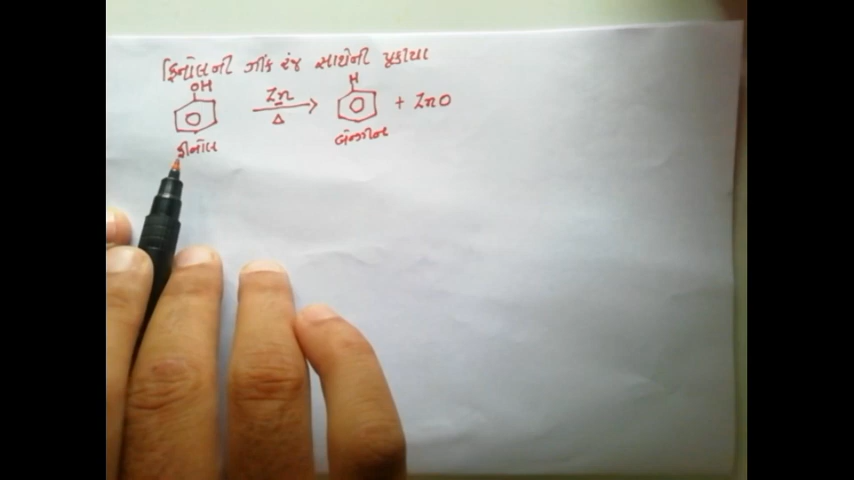 ફિનોલની ઝીંક રજ સાથેની પ્રક્રીયા
OH H
Zn
Δ
+ ZnO
ફીનોલ બેન્ઝીન